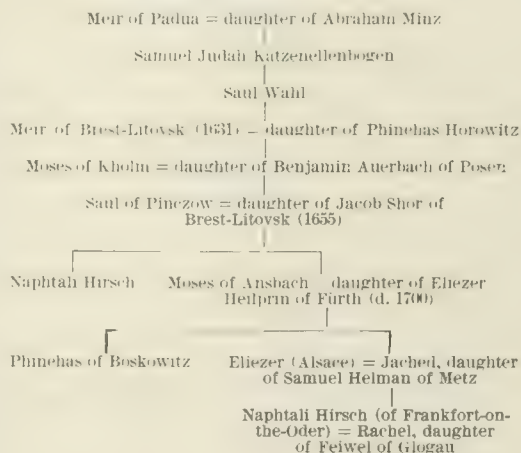 Meir of Padua = daughter of Abraham Minz
Samuel Judah Katzenellenbogen
Saul Wahl
Meir of Brest-Litovsk (1631) = daughter of Phinehas Horowitz
Moses of Kholm = daughter of Benjamin Auerbach of Posen
Saul of Pinczow = daughter of Jacob Shor of
Brest-Litovsk (1655)
Naphtali Hirsch
Moses of Ansbach daughter of Eliezer
Heilprin of Fürth (d. 1700)
Phinehas of Boskowitz
Eliezer (Alsace) = Jached, daughter
of Samuel Helman of Metz
Naphtali Hirsch (of Frankfort-on-
the-Oder) = Rachel, daughter
of Feiwel of Glogau